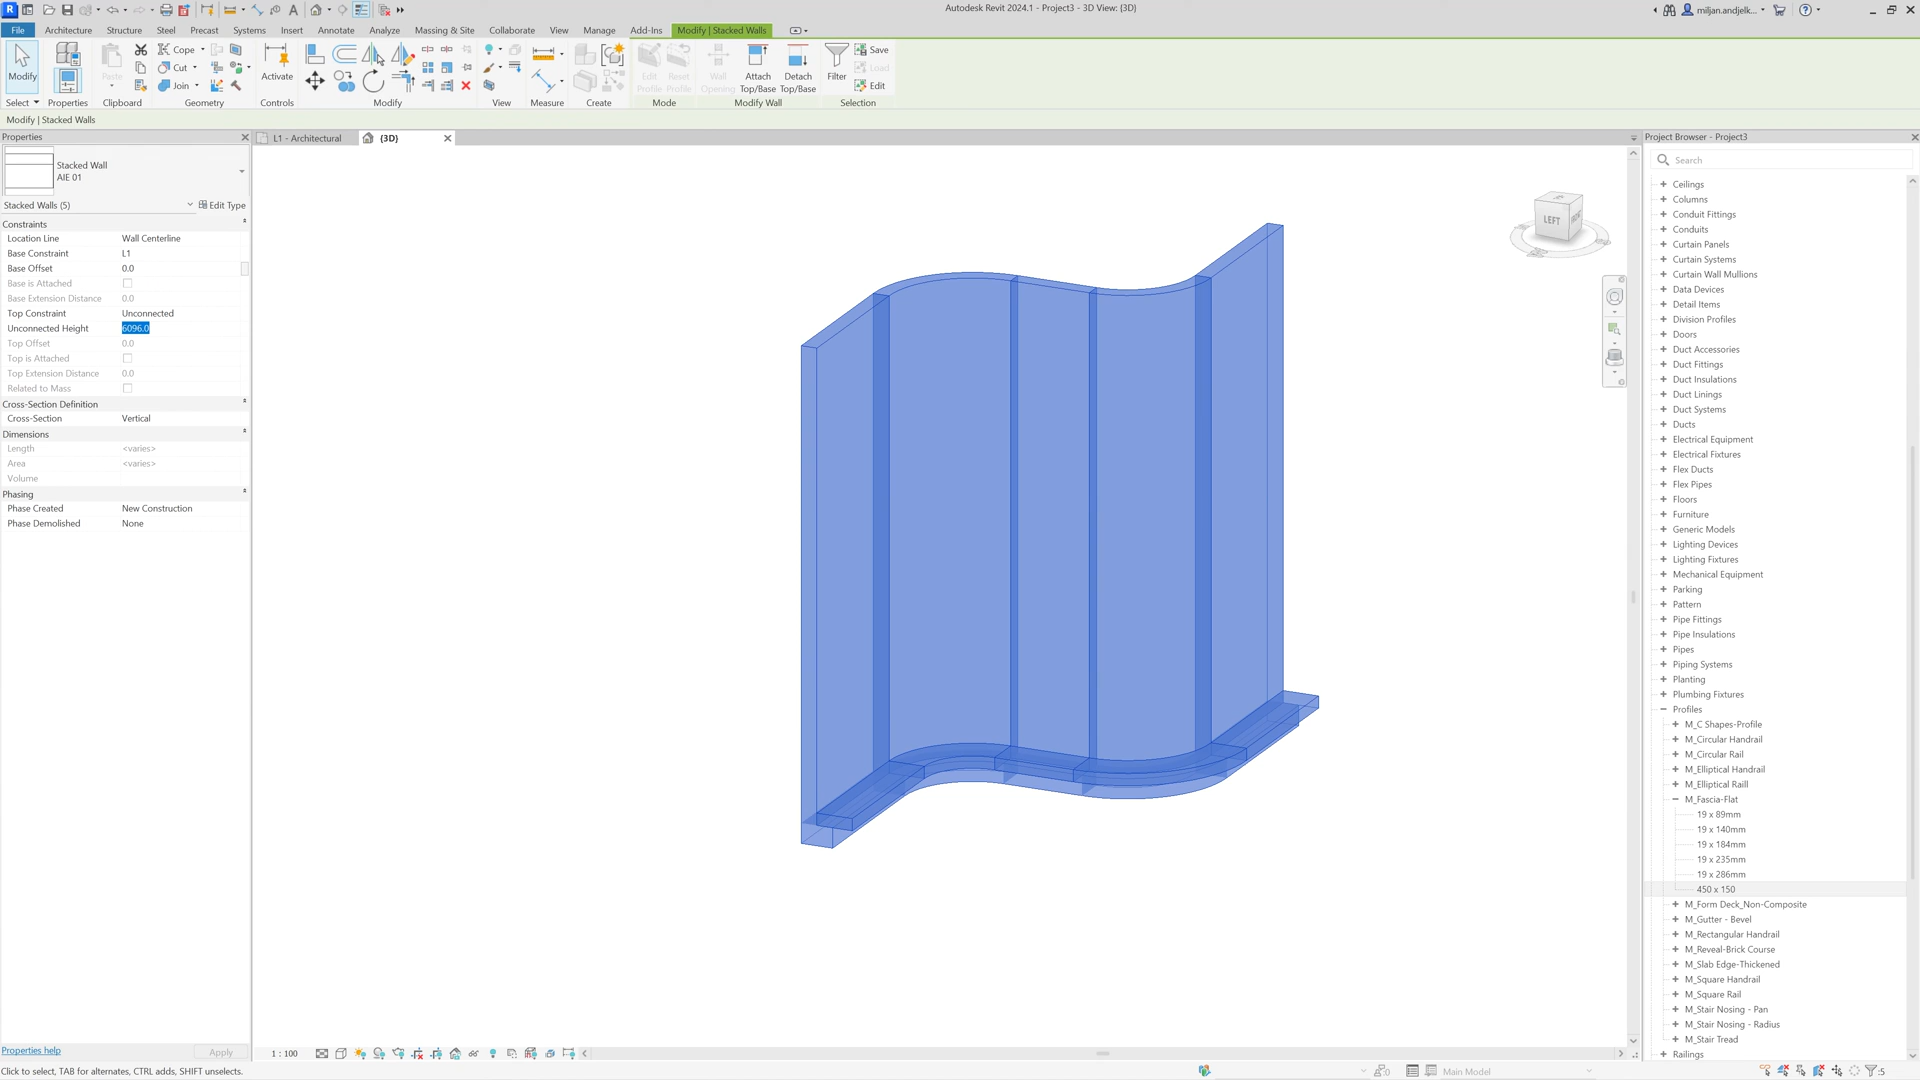 Autodesk Revit 2024.1 - Project3 - 3D View: {3D}
miljan.andjelk...
File
Architecture
Structure
Steel
Precast
Systems
Insert
Annotate
Analyze
Massing & Site
Collaborate
View
Manage
Add-Ins
Modify | Stacked Walls
Modify
Select
Properties
Paste
Clipboard
Cope
Cut
Join
Geometry
Activate
Controls
Modify
View
Measure
Create
Edit Profile
Reset Profile
Mode
Wall Opening
Attach Top/Base
Detach Top/Base
Modify Wall
Filter
Save
Load
Edit
Selection
Modify | Stacked Walls
Properties
Stacked Wall
AIE 01
Stacked Walls (5)
Edit Type
Constraints
Location Line Wall Centerline
Base Constraint L1
Base Offset 0.0
Base is Attached
Base Extension Distance 0.0
Top Constraint Unconnected
Unconnected Height 6096.0
Top Offset 0.0
Top is Attached
Top Extension Distance 0.0
Related to Mass
Cross-Section Definition
Cross-Section Vertical
Dimensions
Length <varies>
Area <varies>
Volume
Phasing
Phase Created New Construction
Phase Demolished None
Properties help
Apply
L1 - Architectural
{3D}
LEFT
1 : 100
Project Browser - Project3
Search
Ceilings
Columns
Conduit Fittings
Conduits
Curtain Panels
Curtain Systems
Curtain Wall Mullions
Data Devices
Detail Items
Division Profiles
Doors
Duct Accessories
Duct Fittings
Duct Insulations
Duct Linings
Duct Systems
Ducts
Electrical Equipment
Electrical Fixtures
Flex Ducts
Flex Pipes
Floors
Furniture
Generic Models
Lighting Devices
Lighting Fixtures
Mechanical Equipment
Parking
Pattern
Pipe Fittings
Pipe Insulations
Pipes
Piping Systems
Planting
Plumbing Fixtures
Profiles
M_C Shapes-Profile
M_Circular Handrail
M_Circular Rail
M_Elliptical Handrail
M_Elliptical Raill
M_Fascia-Flat
19 x 89mm
19 x 140mm
19 x 184mm
19 x 235mm
19 x 286mm
450 x 150
M_Form Deck_Non-Composite
M_Gutter - Bevel
M_Rectangular Handrail
M_Reveal-Brick Course
M_Slab Edge-Thickened
M_Square Handrail
M_Square Rail
M_Stair Nosing - Pan
M_Stair Nosing - Radius
M_Stair Tread
Railings
Click to select, TAB for alternates, CTRL adds, SHIFT unselects.
:0
Main Model
:5